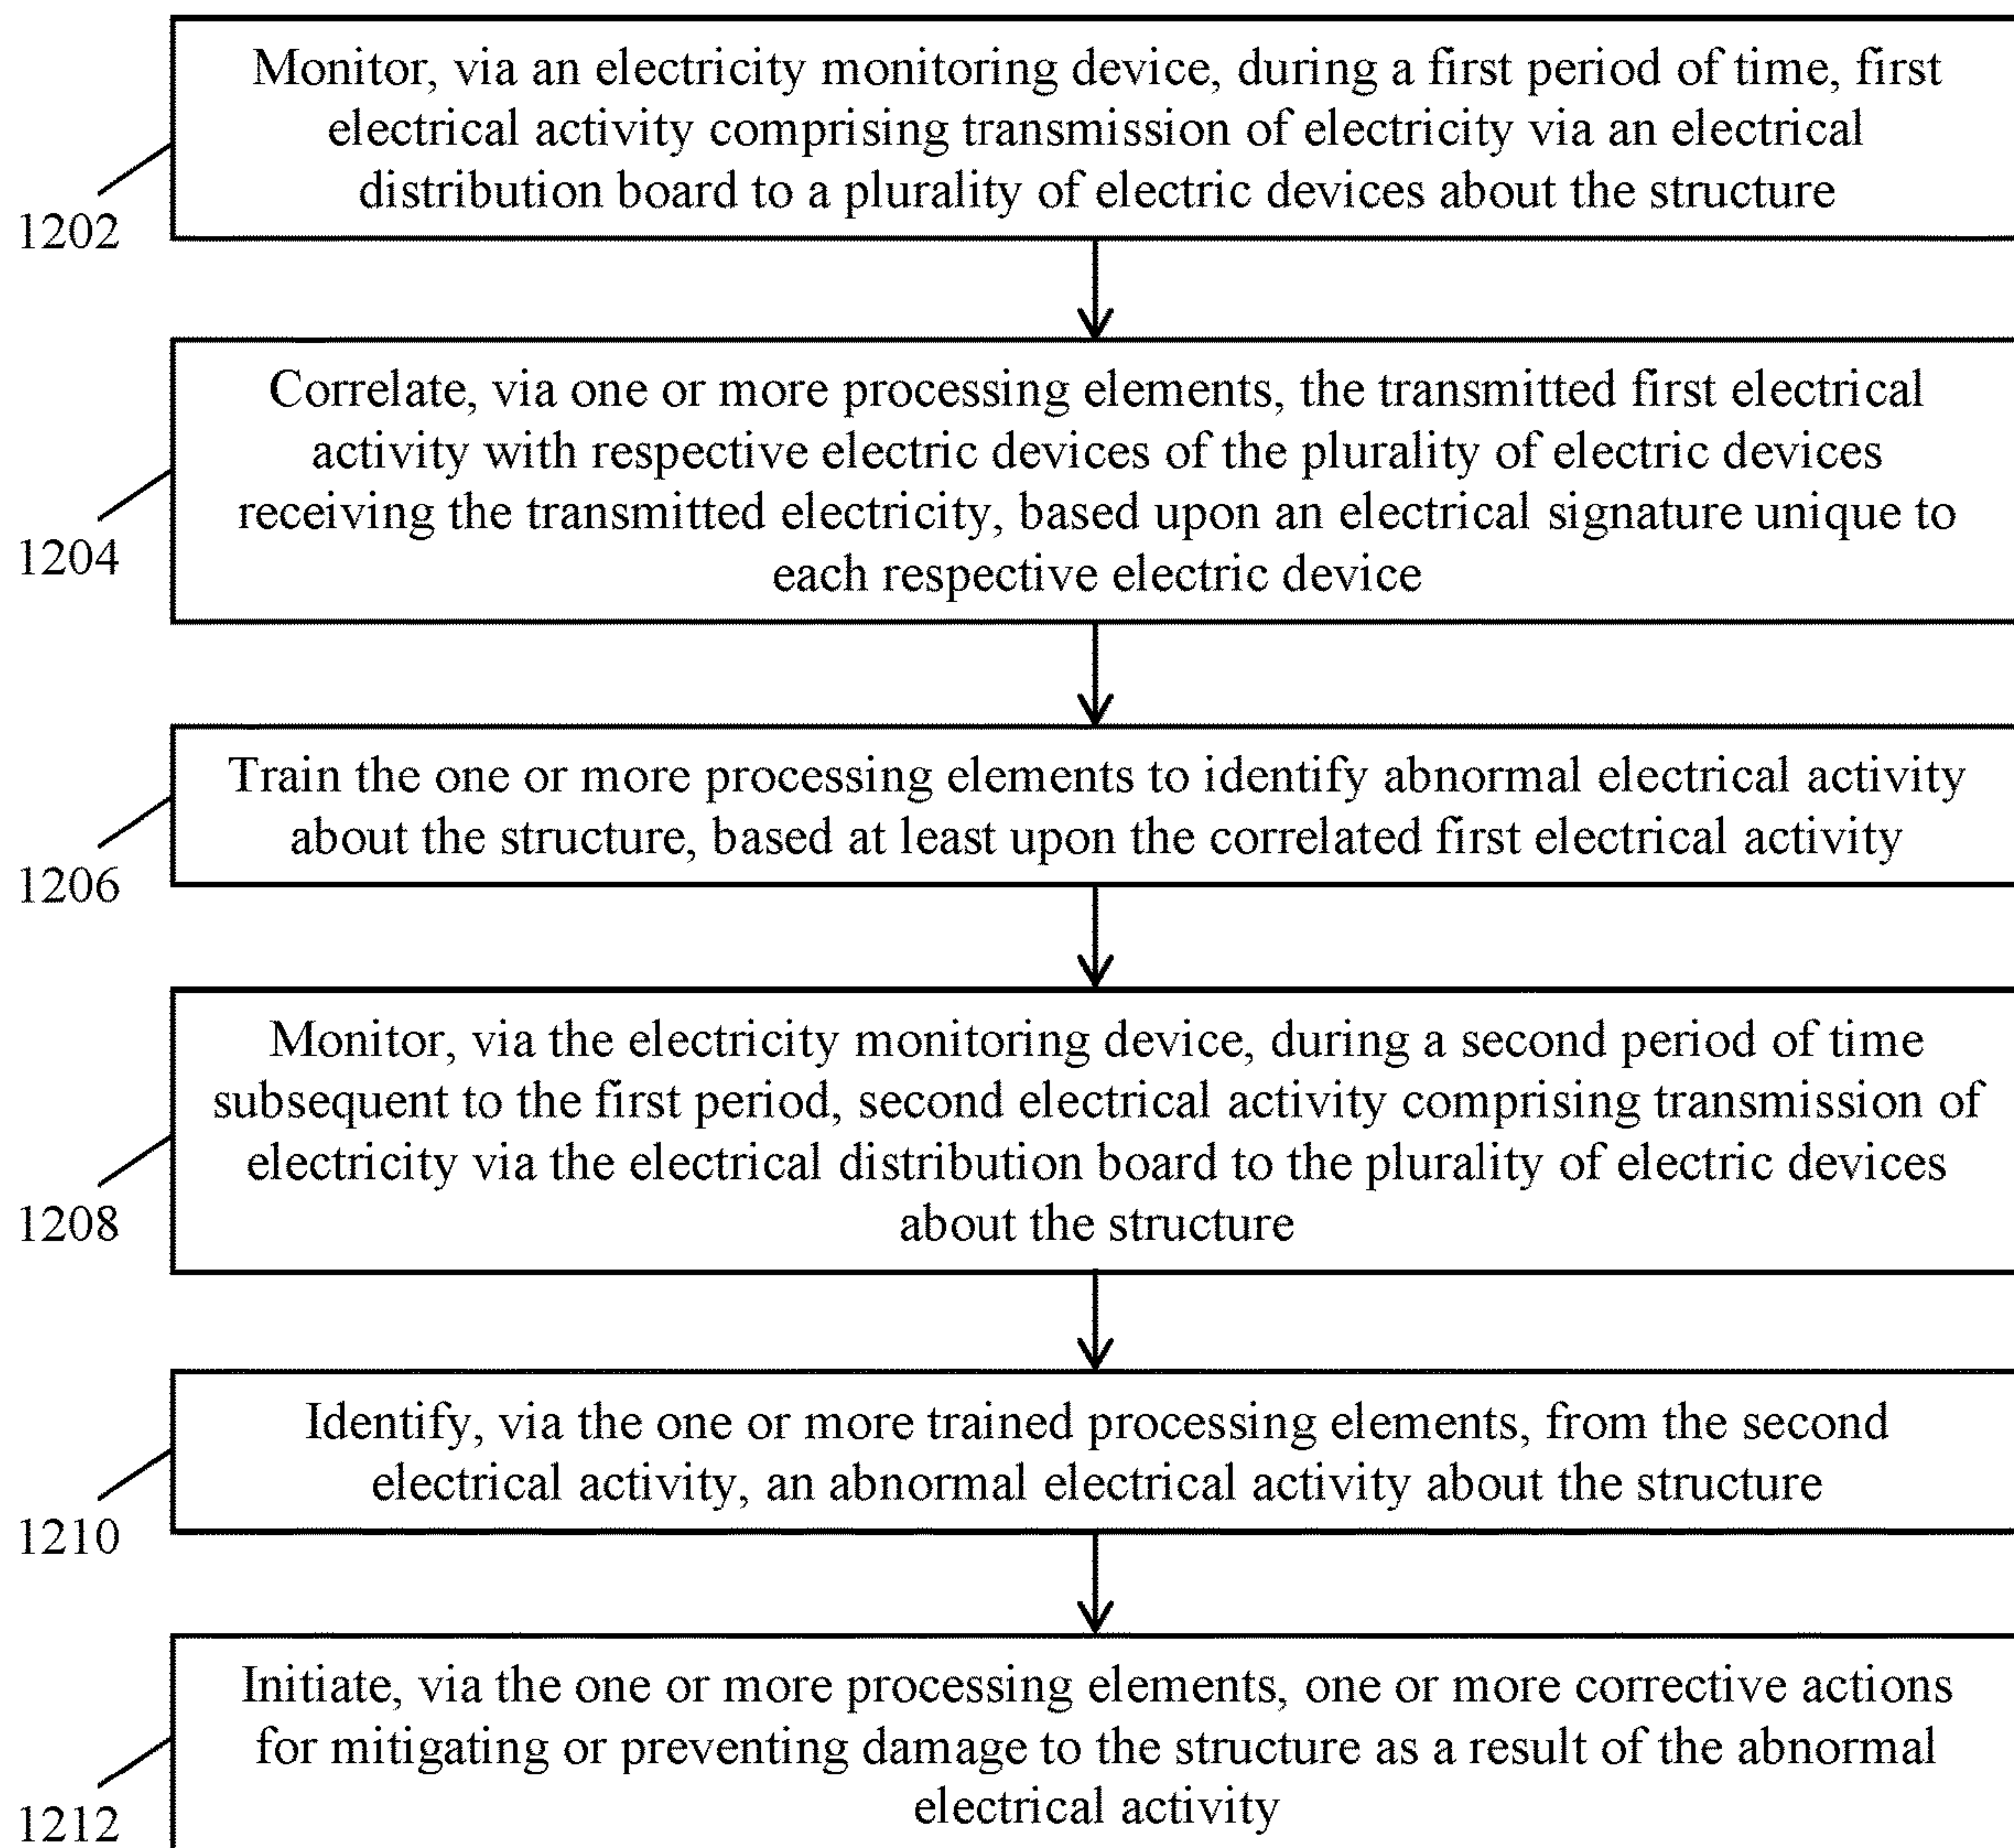 Monitor, via an electricity monitoring device, during a first period of time, first
electrical activity comprising transmission of electricity via an electrical
distribution board to a plurality of electric devices about the structure
1202
Correlate, via one or more processing elements, the transmitted first electrical
activity with respective electric devices of the plurality of electric devices
receiving the transmitted electricity, based upon an electrical signature unique to
each respective electric device
1204
Train the one or more processing elements to identify abnormal electrical activity
about the structure, based at least upon the correlated first electrical activity
1206
Monitor, via the electricity monitoring device, during a second period of time
subsequent to the first period, second electrical activity comprising transmission of
electricity via the electrical distribution board to the plurality of electric devices
about the structure
1208
Identify, via the one or more trained processing elements, from the second
electrical activity, an abnormal electrical activity about the structure
1210
Initiate, via the one or more processing elements, one or more corrective actions
for mitigating or preventing damage to the structure as a result of the abnormal
electrical activity
1212